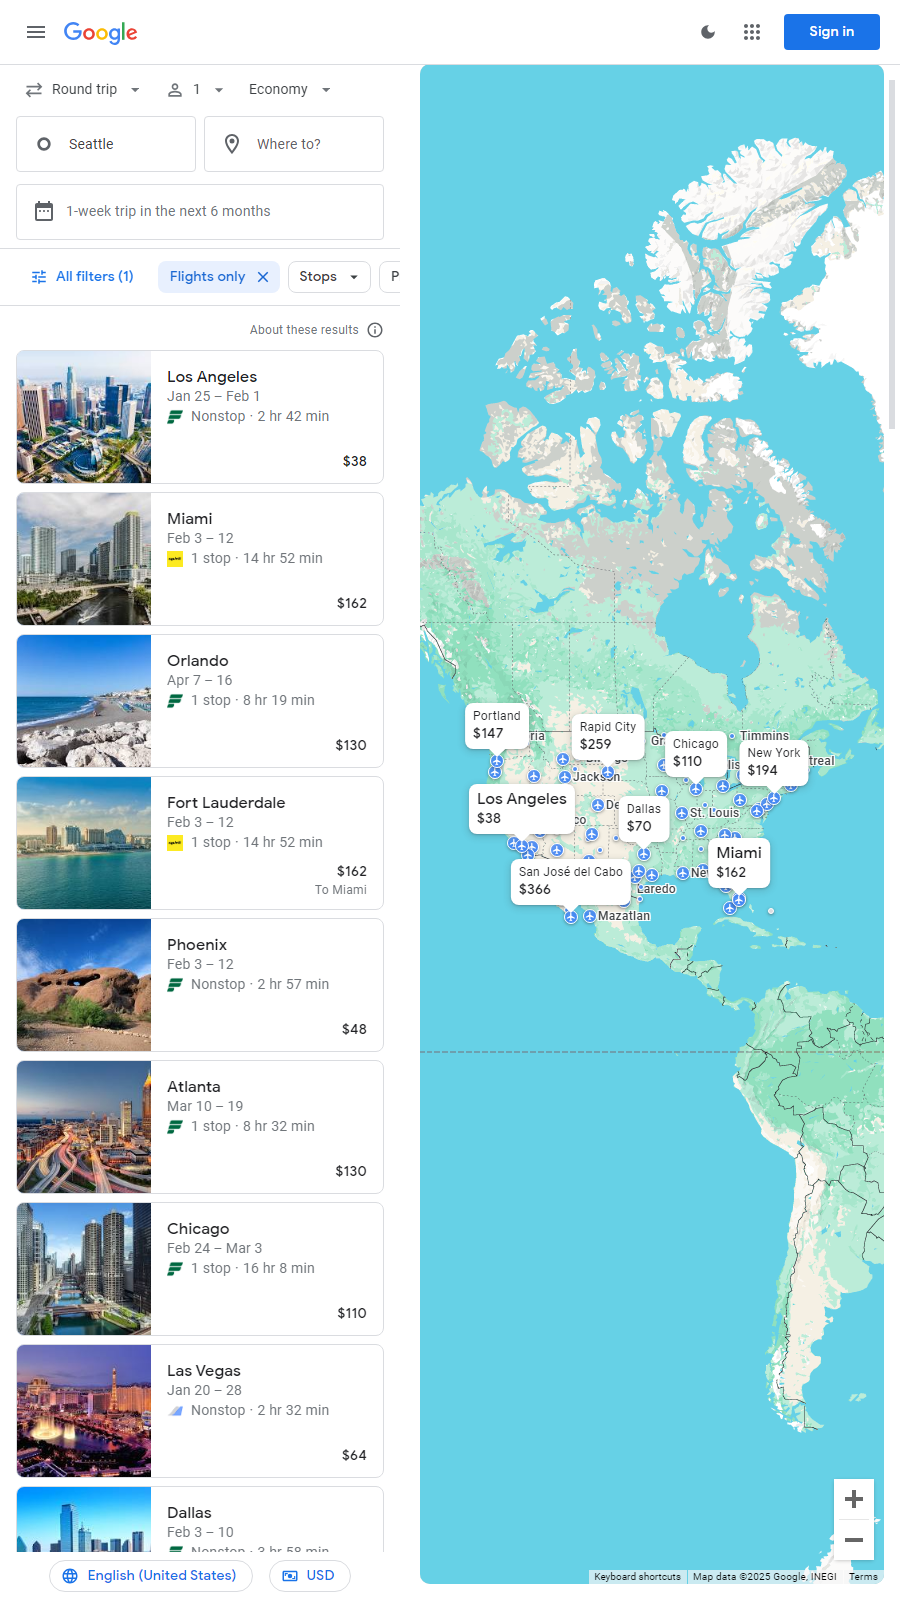 Google
Sign in
Round trip
1
Economy
Seattle
Where to?
1-week trip in the next 6 months
All filters (1)
Flights only
Stops
P
About these results
Los Angeles
Jan 25 – Feb 1
Nonstop · 2 hr 42 min
$38
Miami
Feb 3 – 12
1 stop · 14 hr 52 min
$162
Orlando
Apr 7 – 16
1 stop · 8 hr 19 min
$130
Fort Lauderdale
Feb 3 – 12
1 stop · 14 hr 52 min
$162
To Miami
Phoenix
Feb 3 – 12
Nonstop · 2 hr 57 min
$48
Atlanta
Mar 10 – 19
1 stop · 8 hr 32 min
$130
Chicago
Feb 24 – Mar 3
1 stop · 16 hr 8 min
$110
Las Vegas
Jan 20 – 28
Nonstop · 2 hr 32 min
$64
Dallas
Feb 3 – 10
Nonstop · 3 hr 58 min
English (United States)
USD
Portland
$147
ria
Rapid City
$259
Gr
Chicago
$110
Timmins
lis
New York
$194
treal
Jackson
Los Angeles
$38
co
De
Dallas
$70
St. Louis
Miami
$162
San José del Cabo
$366
Ne
Laredo
Mazatlan
Keyboard shortcuts
Map data ©2025 Google, INEGI
Terms